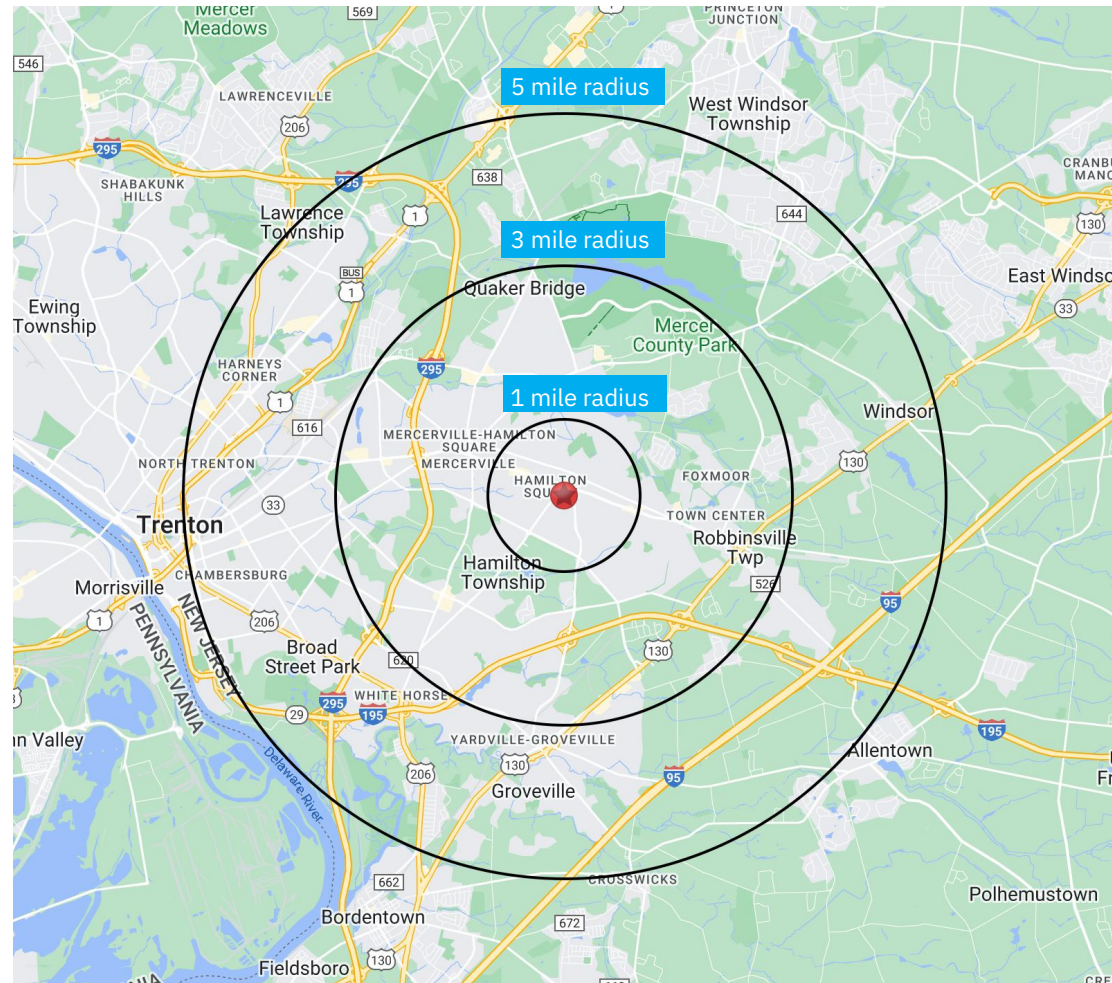 Mercer
Meadows
569
1
PRINCETON
JUNCTION
546
5 mile radius
LAWRENCEVILLE
206
West Windsor
Township
295
SHABAKUNK
HILLS
295
638
CRANB
MANO
Lawrence
Township
1
644
130
3 mile radius
BUS
1
Quaker Bridge
East Windso
33
Ewing
Township
Mercer
County Park
HARNEYS
CORNER
295
1 mile radius
1
616
Windsor
MERCERVILLE-HAMILTON
SQUARE
MERCERVILLE
NORTH TRENTON
130
HAMILTON
FOXMOOR
33
TOWN CENTER
Trenton
Robbinsville
Twp
Hamilton
Township
CHAMBERSBURG
Morrisville
526
1
95
206
NEW JERSEY
PENNSYLVANIA
Broad
Street Park
620
130
295
WHITE HORSE
29
195
195
nn Valley
YARDVILLE-GROVEVILLE
Allentown
Delaware River
206
130
95
Groveville
Fr
662
CROSSWICKS
Polhemustown
Bordentown
672
130
Fieldsboro
CRE